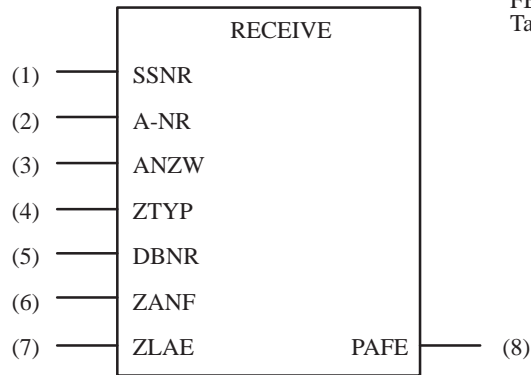 RECEIVE
(1) SSNR
(2) A-NR
(3) ANZW
(4) ZTYP
(5) DBNR
(6) ZANF
(7) ZLAE PAFE (8)